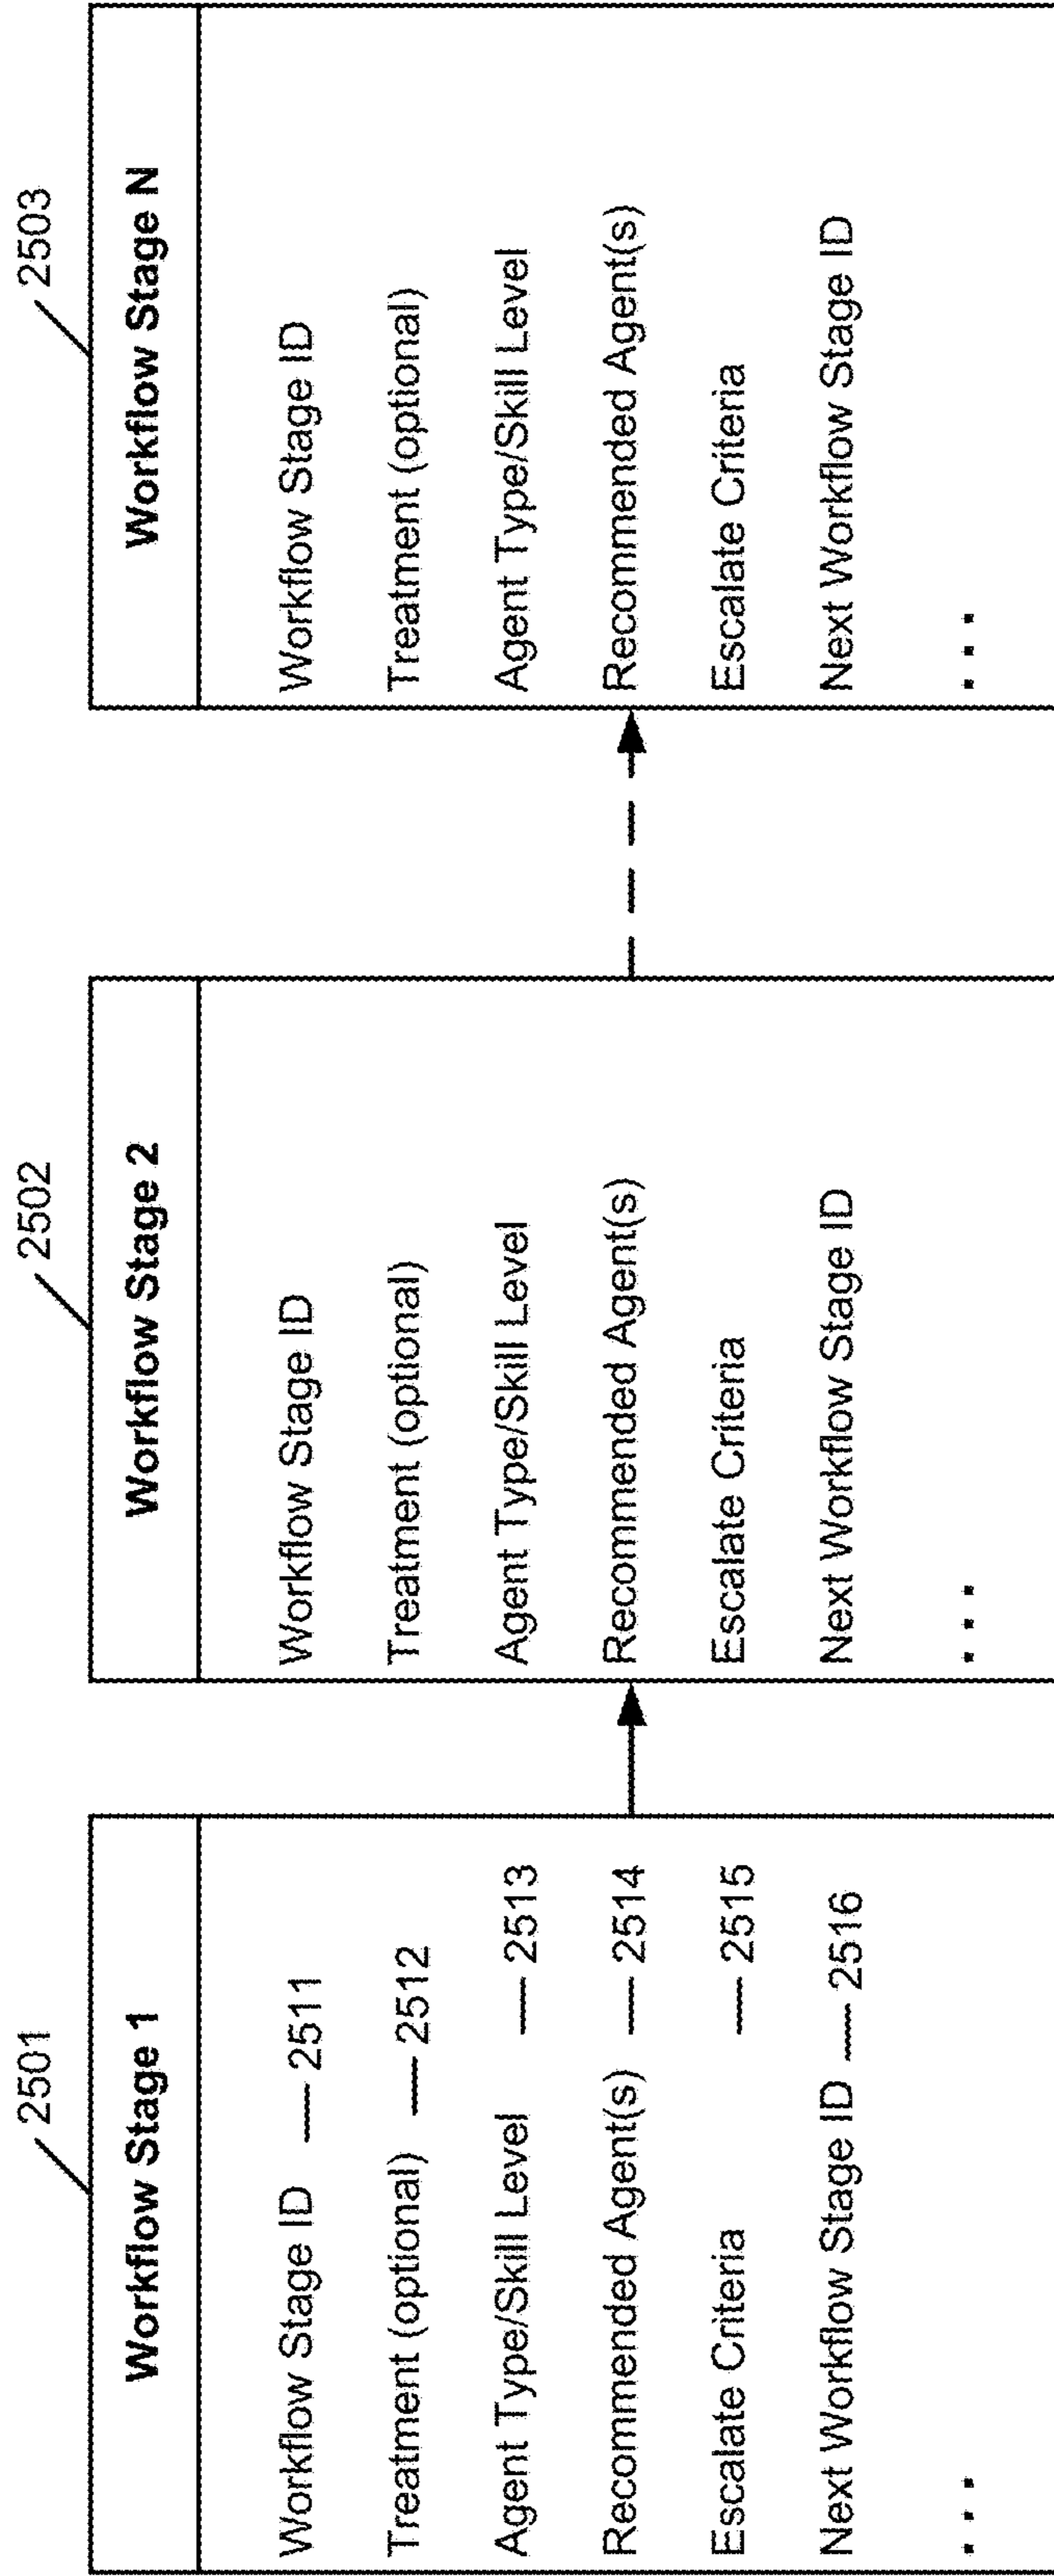 2501
Workflow Stage 1
Workflow Stage ID — 2511
Treatment (optional) — 2512
Agent Type/Skill Level — 2513
Recommended Agent(s) — 2514
Escalate Criteria — 2515
Next Workflow Stage ID — 2516
...
2502
Workflow Stage 2
Workflow Stage ID
Treatment (optional)
Agent Type/Skill Level
Recommended Agent(s)
Escalate Criteria
Next Workflow Stage ID
...
2503
Workflow Stage N
Workflow Stage ID
Treatment (optional)
Agent Type/Skill Level
Recommended Agent(s)
Escalate Criteria
Next Workflow Stage ID
...